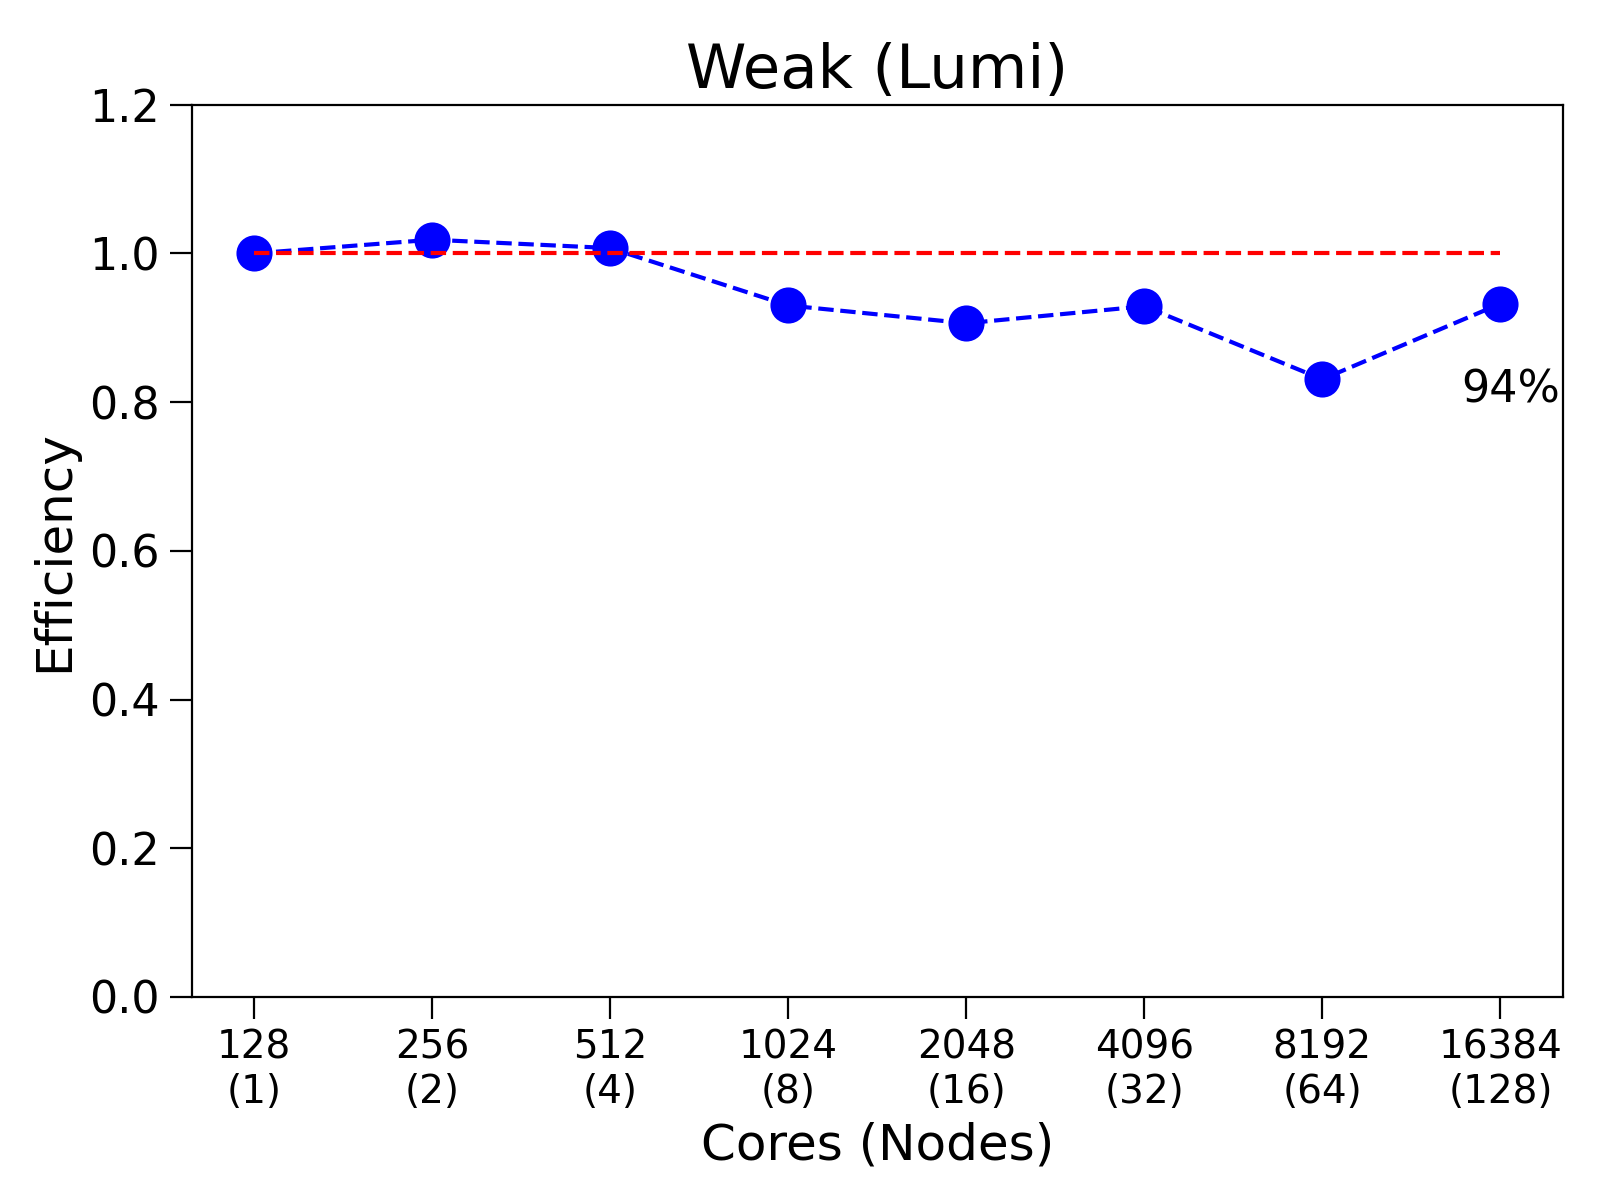 Weak (Lumi)
1.2
1.0
0.8
0.6
0.4
0.2
0.0
Efficiency
94%
128 256 512 1024 2048 4096 8192 16384
(1) (2) (4) (8) (16) (32) (64) (128)
Cores (Nodes)